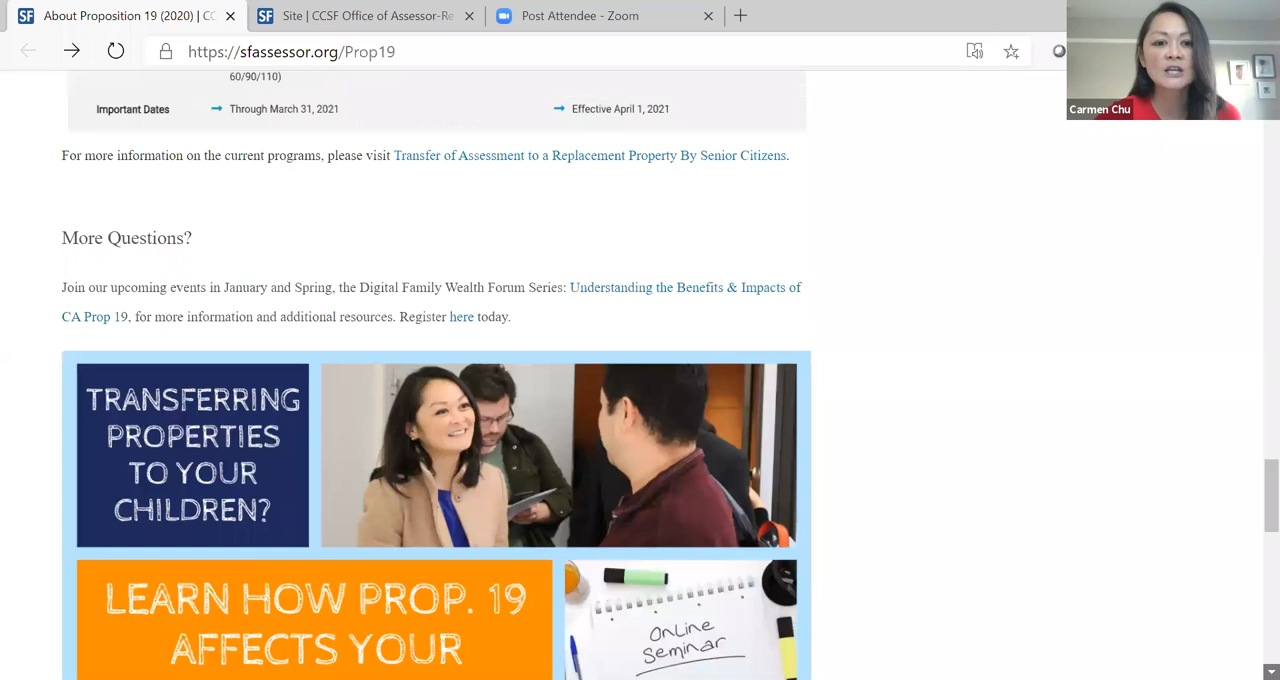 SF About Proposition 19 (2020) | CC
SF Site | CCSF Office of Assessor-Re
Post Attendee - Zoom
https://sfassessor.org/Prop19
Carmen Chu
60/90/110)
Important Dates
Through March 31, 2021
Effective April 1, 2021
For more information on the current programs, please visit Transfer of Assessment to a Replacement Property By Senior Citizens.
More Questions?
Join our upcoming events in January and Spring, the Digital Family Wealth Forum Series: Understanding the Benefits & Impacts of
CA Prop 19, for more information and additional resources. Register here today.
TRANSFERRING
PROPERTIES
TO YOUR
CHILDREN?
LEARN HOW PROP. 19
AFFECTS YOUR
ONLINE
Seminar